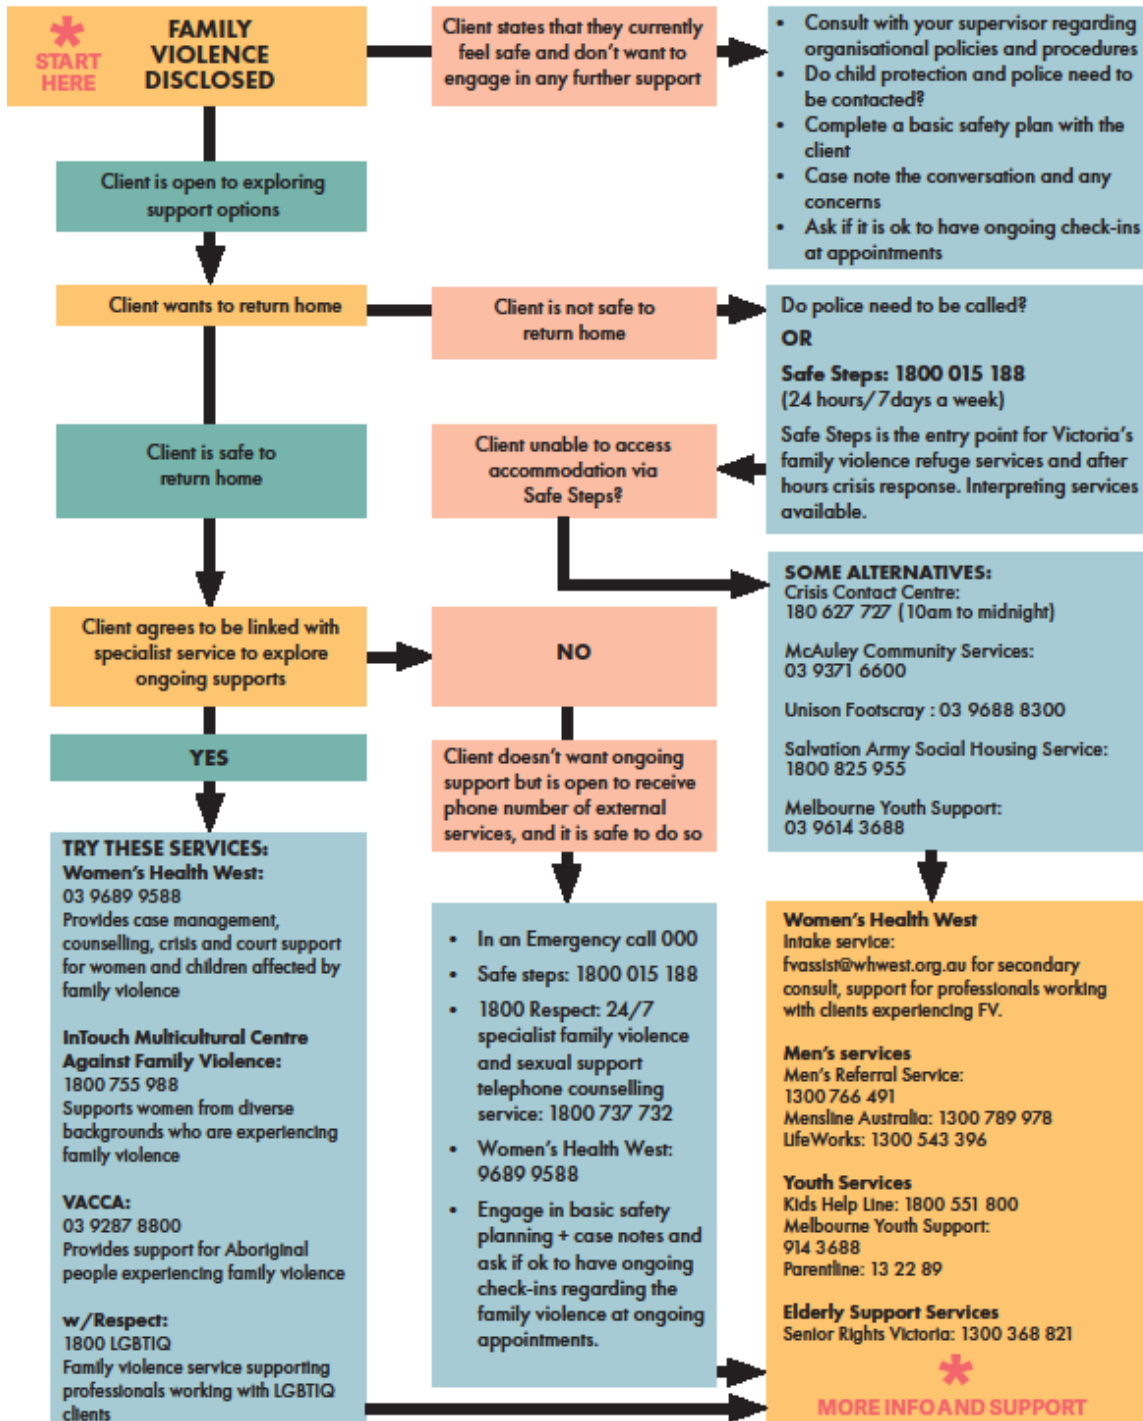 START
HERE
FAMILY
VIOLENCE
DISCLOSED
Client states that they currently
feel safe and don't want to
engage in any further support
• Consult with your supervisor regarding
organisational policies and procedures
• Do child protection and police need to
be contacted?
• Complete a basic safety plan with the
client
• Case note the conversation and any
concerns
• Ask if it is ok to have ongoing check-ins
at appointments
Client is open to exploring
support options
Client wants to return home
Client is not safe to
return home
Do police need to be called?
OR
Safe Steps: 1800 015 188
(24 hours/7days a week)
Safe Steps is the entry point for Victoria's
family violence refuge services and after
hours crisis response. Interpreting services
available.
Client is safe to
return home
Client unable to access
accommodation via
Safe Steps?
SOME ALTERNATIVES:
Crisis Contact Centre:
180 627 727 (10am to midnight)
McAuley Community Services:
03 9371 6600
Unison Footscray : 03 9688 8300
Salvation Army Social Housing Service:
1800 825 955
Melbourne Youth Support:
03 9614 3688
Client agrees to be linked with
specialist service to explore
ongoing supports
NO
YES
Client doesn't want ongoing
support but is open to receive
phone number of external
services, and it is safe to do so
TRY THESE SERVICES:
Women's Health West:
03 9689 9588
Provides case management,
counselling, crisis and court support
for women and children affected by
family violence
InTouch Multicultural Centre
Against Family Violence:
1800 755 988
Supports women from diverse
backgrounds who are experiencing
family violence
VACCA:
03 9287 8800
Provides support for Aboriginal
people experiencing family violence
w/Respect:
1800 LGBTIQ
Family violence service supporting
professionals working with LGBTIQ
clients
• In an Emergency call 000
• Safe steps: 1800 015 188
• 1800 Respect: 24/7
specialist family violence
and sexual support
telephone counselling
service: 1800 737 732
• Women's Health West:
9689 9588
• Engage in basic safety
planning + case notes and
ask if ok to have ongoing
check-ins regarding the
family violence at ongoing
appointments.
Women's Health West
Intake service:
fvassist@whwest.org.au for secondary
consult, support for professionals working
with clients experiencing FV.
Men's services
Men's Referral Service:
1300 766 491
Mensline Australia: 1300 789 978
LifeWorks: 1300 543 396
Youth Services
Kids Help Line: 1800 551 800
Melbourne Youth Support:
914 3688
Parentline: 13 22 89
Elderly Support Services
Senior Rights Victoria: 1300 368 821
MORE INFO AND SUPPORT